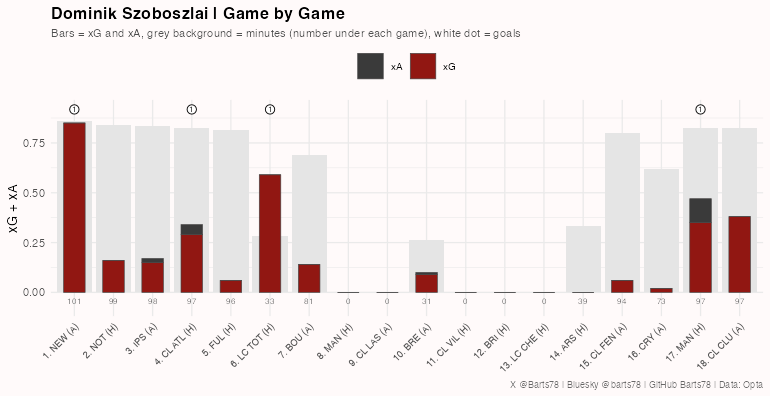 Dominik Szoboszlai | Game by Game
Bars = xG and xA, grey background = minutes (number under each game), white dot = goals
xA xG
1 1 1 1
xG + xA
0.75
0.50
0.25
0.00
101 99 98 97 96 33 81 0 0 31 0 0 0 39 94 73 97 97
1. NEW (A)
2. NOT (H)
3. IPS (A)
4. CL ATL (H)
5. FUL (H)
6. LC TOT (H)
7. BOU (A)
8. MAN (H)
9. CL LAS (A)
10. BRE (A)
11. CL VIL (H)
12. BRI (H)
13. LC CHE (H)
14. ARS (H)
15. CL FEN (A)
16. CRY (A)
17. MAN (H)
18. CL CLU (A)
X @Barts78 | Bluesky @barts78 | GitHub Barts78 | Data: Opta